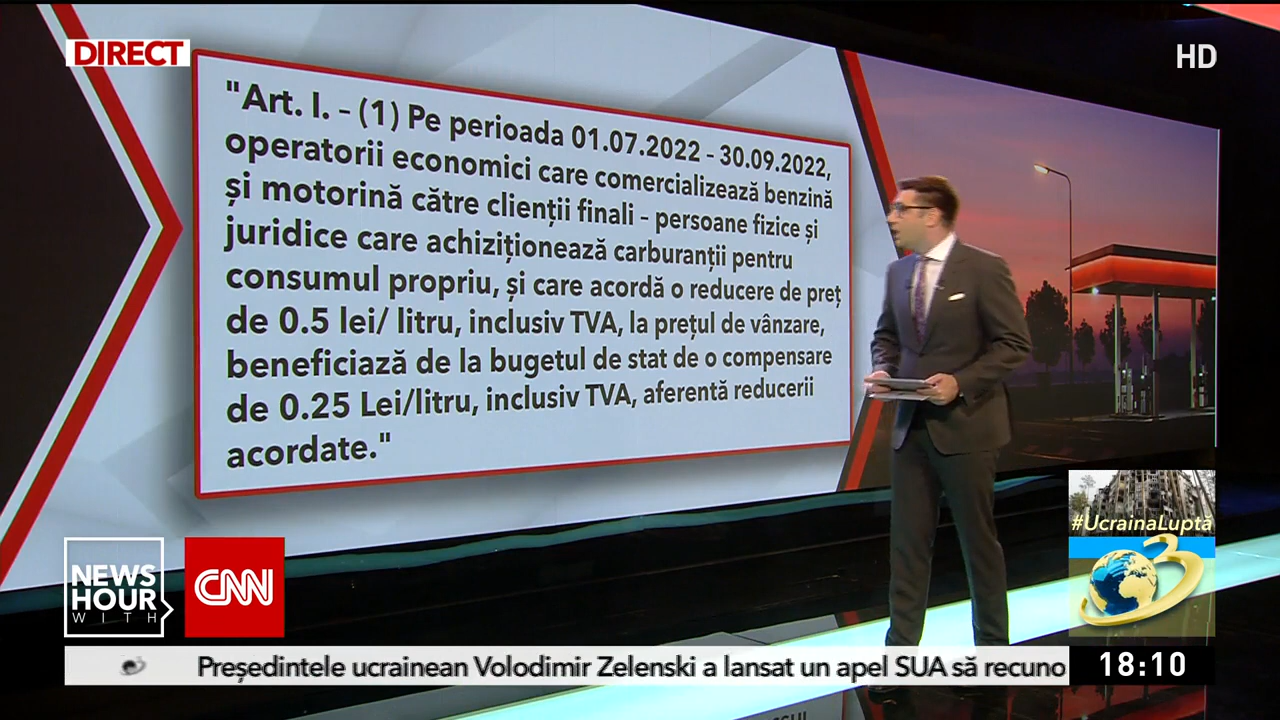 DIRECT
HD
"Art. I. – (1) Pe perioada 01.07.2022 – 30.09.2022,
operatorii economici care comercializează benzină
și motorină către clienții finali – persoane fizice și
juridice care achiziționează carburanții pentru
consumul propriu, și care acordă o reducere de preț
de 0.5 lei/ litru, inclusiv TVA, la prețul de vânzare,
beneficiază de la bugetul de stat de o compensare
de 0.25 Lei/litru, inclusiv TVA, aferentă reducerii
acordate."
#UcrainaLuptă
3
NEWS
HOUR
WITH
CNN
Președintele ucrainean Volodimir Zelenski a lansat un apel SUA să recuno
18:10